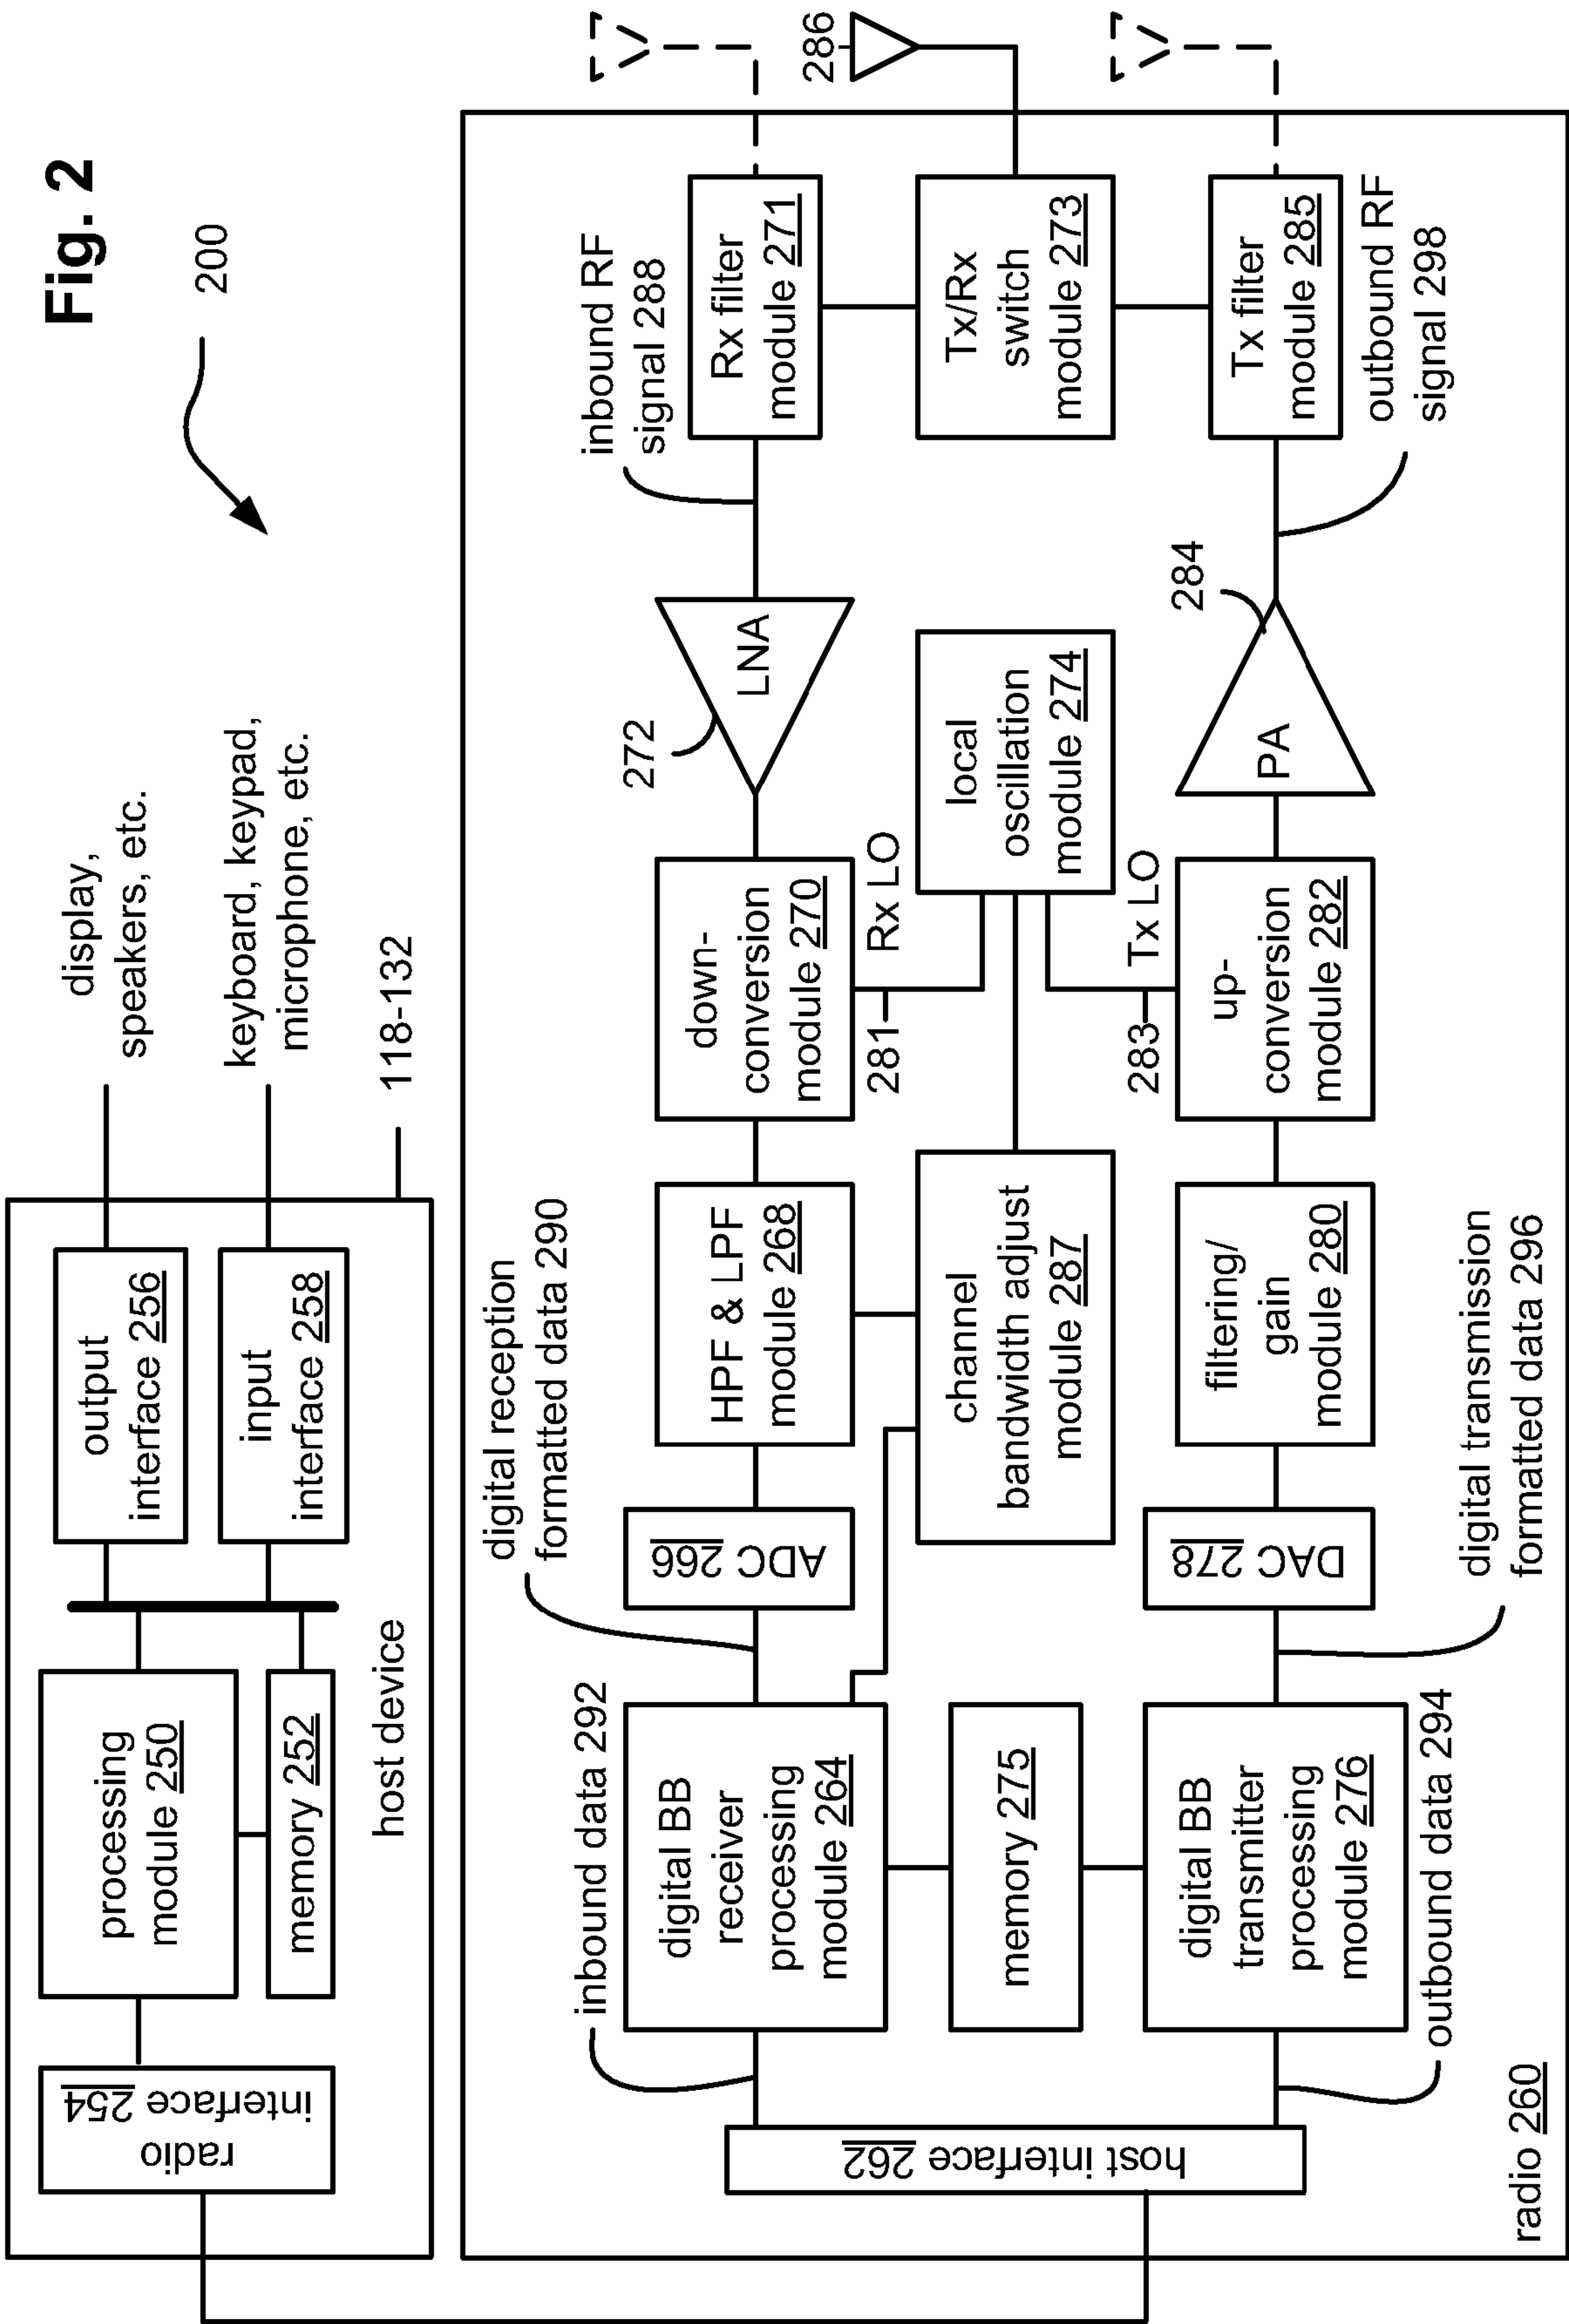 Fig. 2
200
display,
speakers, etc.
keyboard, keypad,
microphone, etc.
118-132
output
interface 256
input
interface 258
processing
module 250
memory 252
radio
interface 254
host device
286
inbound RF
signal 288
Rx filter
module 271
Tx/Rx
switch
module 273
Tx filter
module 285
outbound RF
signal 298
LNA
272
local
oscillation
module 274
284
PA
down-
conversion
module 270
281
Rx LO
283
Tx LO
up-
conversion
module 282
digital reception
formatted data 290
HPF & LPF
module 268
channel
bandwidth adjust
module 287
filtering/
gain
module 280
digital transmission
formatted data 296
ADC 266
DAC 278
inbound data 292
digital BB
receiver
processing
module 264
memory 275
digital BB
transmitter
processing
module 276
outbound data 294
host interface 262
radio 260